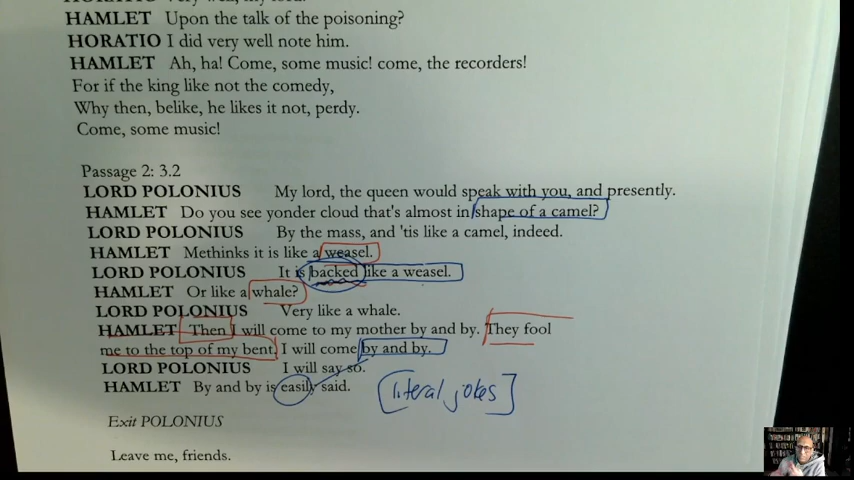 HORATIO Very well, my lord.
HAMLET Upon the talk of the poisoning?
HORATIO I did very well note him.
HAMLET Ah, ha! Come, some music! come, the recorders!
For if the king like not the comedy,
Why then, belike, he likes it not, perdy.
Come, some music!
Passage 2: 3.2
LORD POLONIUS My lord, the queen would speak with you, and presently.
HAMLET Do you see yonder cloud that's almost in shape of a camel?
LORD POLONIUS By the mass, and 'tis like a camel, indeed.
HAMLET Methinks it is like a weasel.
LORD POLONIUS It is backed like a weasel.
HAMLET Or like a whale?
LORD POLONIUS Very like a whale.
HAMLET Then I will come to my mother by and by. They fool
me to the top of my bent. I will come by and by.
LORD POLONIUS I will say so.
HAMLET By and by is easily said.
[literal jokes]
Exit POLONIUS
Leave me, friends.